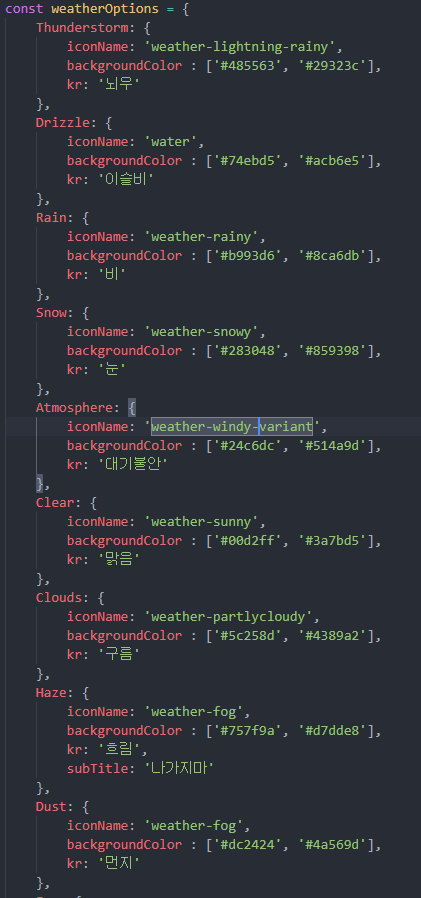 const weatherOptions = {
Thunderstorm: {
iconName: 'weather-lightning-rainy',
backgroundColor : ['#485563', '#29323c'],
kr: '뇌우'
},
Drizzle: {
iconName: 'water',
backgroundColor : ['#74ebd5', '#acb6e5'],
kr: '이슬비'
},
Rain: {
iconName: 'weather-rainy',
backgroundColor : ['#b993d6', '#8ca6db'],
kr: '비'
},
Snow: {
iconName: 'weather-snowy',
backgroundColor : ['#283048', '#859398'],
kr: '눈'
},
Atmosphere: {
iconName: 'weather-windy-variant',
backgroundColor : ['#24c6dc', '#514a9d'],
kr: '대기불안'
},
Clear: {
iconName: 'weather-sunny',
backgroundColor : ['#00d2ff', '#3a7bd5'],
kr: '맑음'
},
Clouds: {
iconName: 'weather-partlycloudy',
backgroundColor : ['#5c258d', '#4389a2'],
kr: '구름'
},
Haze: {
iconName: 'weather-fog',
backgroundColor : ['#757f9a', '#d7dde8'],
kr: '흐림',
subTitle: '나가지마'
},
Dust: {
iconName: 'weather-fog',
backgroundColor : ['#dc2424', '#4a569d'],
kr: '먼지'
},